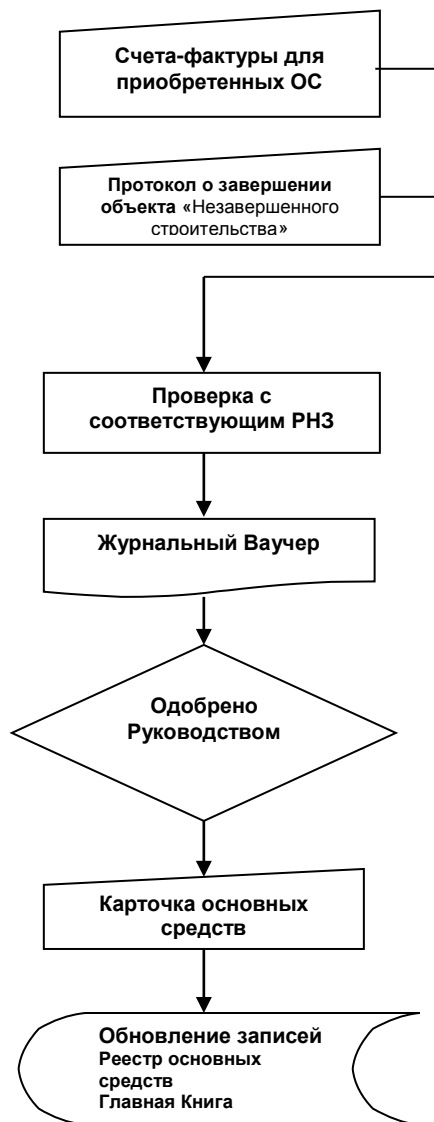 Счета-фактуры для
приобретенных ОС
Протокол о завершении
объекта «Незавершенного
строительства»
Проверка с
соответствующим РНЗ
Журнальный Ваучер
Одобрено
Руководством
Карточка основных
средств
Обновление записей
Реестр основных
средств
Главная Книга